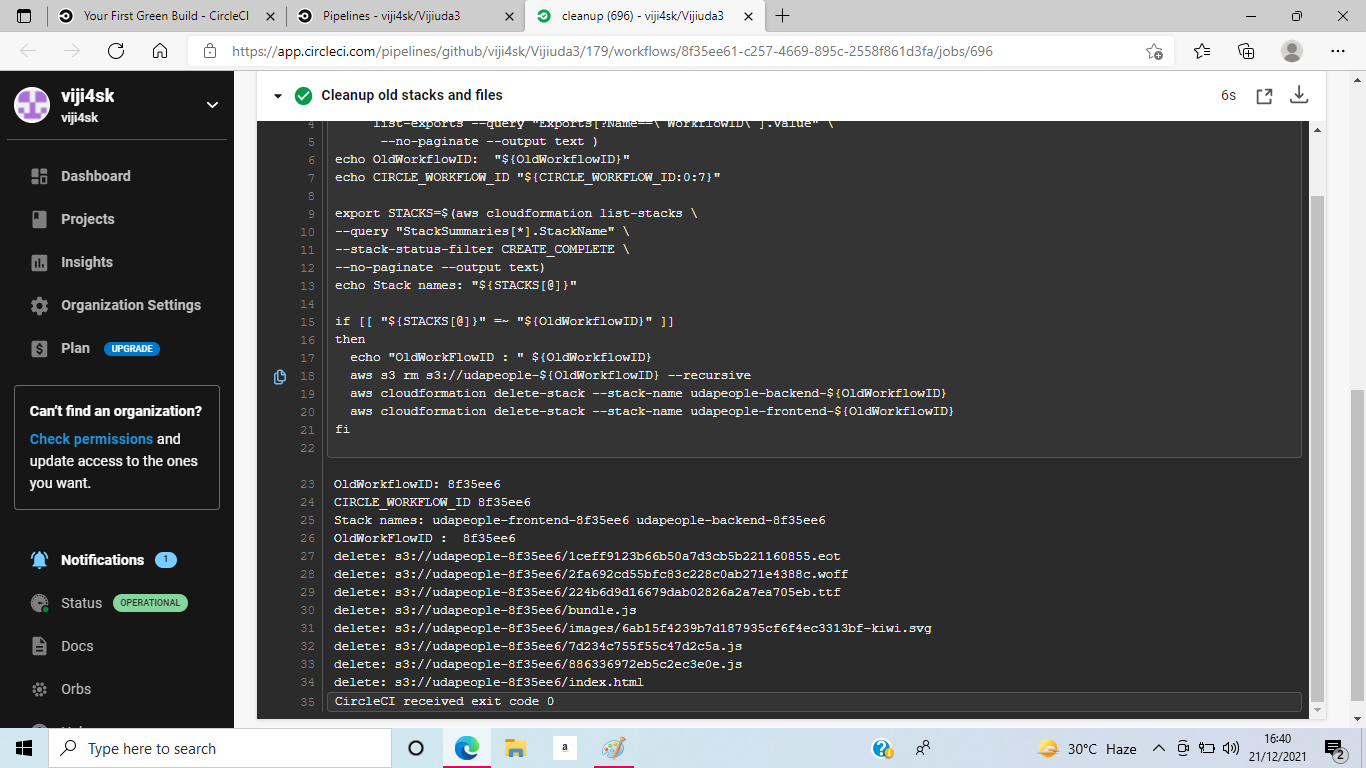 Your First Green Build - CircleCI
Pipelines - viji4sk/Vijiuda3
cleanup (696) - viji4sk/Vijiuda3
https://app.circleci.com/pipelines/github/viji4sk/Vijiuda3/179/workflows/8f35ee61-c257-4669-895c-2558f861d3fa/jobs/696
viji4sk
viji4sk
Dashboard
Projects
Insights
Organization Settings
Plan UPGRADE
Can't find an organization?
Check permissions and
update access to the ones
you want.
Notifications 1
Status OPERATIONAL
Docs
Orbs
Cleanup old stacks and files 6s
4 list-exports --query "Exports[?Name==\`WorkflowID\`].Value" \
5 --no-paginate --output text )
6 echo OldWorkflowID:  "${OldWorkflowID}"
7 echo CIRCLE_WORKFLOW_ID "${CIRCLE_WORKFLOW_ID:0:7}"
8
9 export STACKS=$(aws cloudformation list-stacks \
10 --query "StackSummaries[*].StackName" \
11 --stack-status-filter CREATE_COMPLETE \
12 --no-paginate --output text)
13 echo Stack names: "${STACKS[@]}"
14
15 if [[ "${STACKS[@]}" =~ "${OldWorkflowID}" ]]
16 then
17 echo "OldWorkFlowID : " ${OldWorkflowID}
18 aws s3 rm s3://udapeople-${OldWorkflowID} --recursive
19 aws cloudformation delete-stack --stack-name udapeople-backend-${OldWorkflowID}
20 aws cloudformation delete-stack --stack-name udapeople-frontend-${OldWorkflowID}
21 fi
22
23 OldWorkflowID: 8f35ee6
24 CIRCLE_WORKFLOW_ID 8f35ee6
25 Stack names: udapeople-frontend-8f35ee6 udapeople-backend-8f35ee6
26 OldWorkFlowID :  8f35ee6
27 delete: s3://udapeople-8f35ee6/1ceff9123b66b50a7d3cb5b221160855.eot
28 delete: s3://udapeople-8f35ee6/2fa692cd55bfc83c228c0ab271e4388c.woff
29 delete: s3://udapeople-8f35ee6/224b6d9d16679dab02826a2a7ea705eb.ttf
30 delete: s3://udapeople-8f35ee6/bundle.js
31 delete: s3://udapeople-8f35ee6/images/6ab15f4239b7d187935cf6f4ec3313bf-kiwi.svg
32 delete: s3://udapeople-8f35ee6/7d234c755f55c47d2c5a.js
33 delete: s3://udapeople-8f35ee6/886336972eb5c2ec3e0e.js
34 delete: s3://udapeople-8f35ee6/index.html
35 CircleCI received exit code 0
Type here to search
a
30°C Haze
16:40
21/12/2021
2